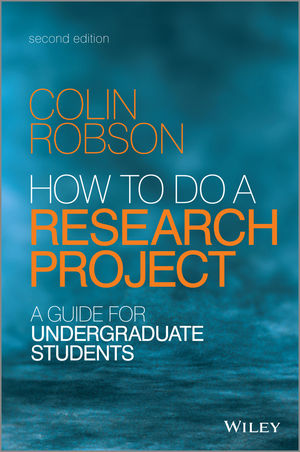 second edition
COLIN
ROBSON
HOW TO DO A
RESEARCH
PROJECT
A GUIDE FOR
UNDERGRADUATE
STUDENTS
WILEY